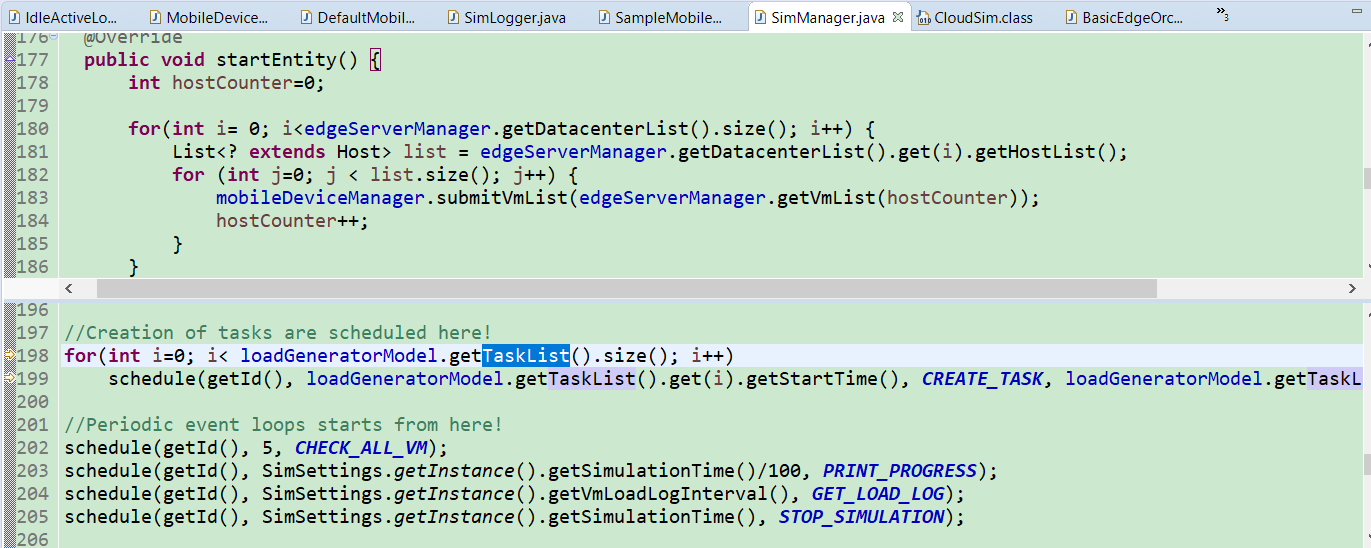 IdleActiveLo... MobileDevice... DefaultMobil... SimLogger.java SampleMobile... SimManager.java CloudSim.class BasicEdgeOrc... »3
176 @Override
177 public void startEntity() {
178 int hostCounter=0;
179
180 for(int i= 0; i<edgeServerManager.getDatacenterList().size(); i++) {
181 List<? extends Host> list = edgeServerManager.getDatacenterList().get(i).getHostList();
182 for (int j=0; j < list.size(); j++) {
183 mobileDeviceManager.submitVmList(edgeServerManager.getVmList(hostCounter));
184 hostCounter++;
185 }
186 }
196
197 //Creation of tasks are scheduled here!
198 for(int i=0; i< loadGeneratorModel.getTaskList().size(); i++)
199 schedule(getId(), loadGeneratorModel.getTaskList().get(i).getStartTime(), CREATE_TASK, loadGeneratorModel.getTaskL
200
201 //Periodic event loops starts from here!
202 schedule(getId(), 5, CHECK_ALL_VM);
203 schedule(getId(), SimSettings.getInstance().getSimulationTime()/100, PRINT_PROGRESS);
204 schedule(getId(), SimSettings.getInstance().getVmLoadLogInterval(), GET_LOAD_LOG);
205 schedule(getId(), SimSettings.getInstance().getSimulationTime(), STOP_SIMULATION);
206